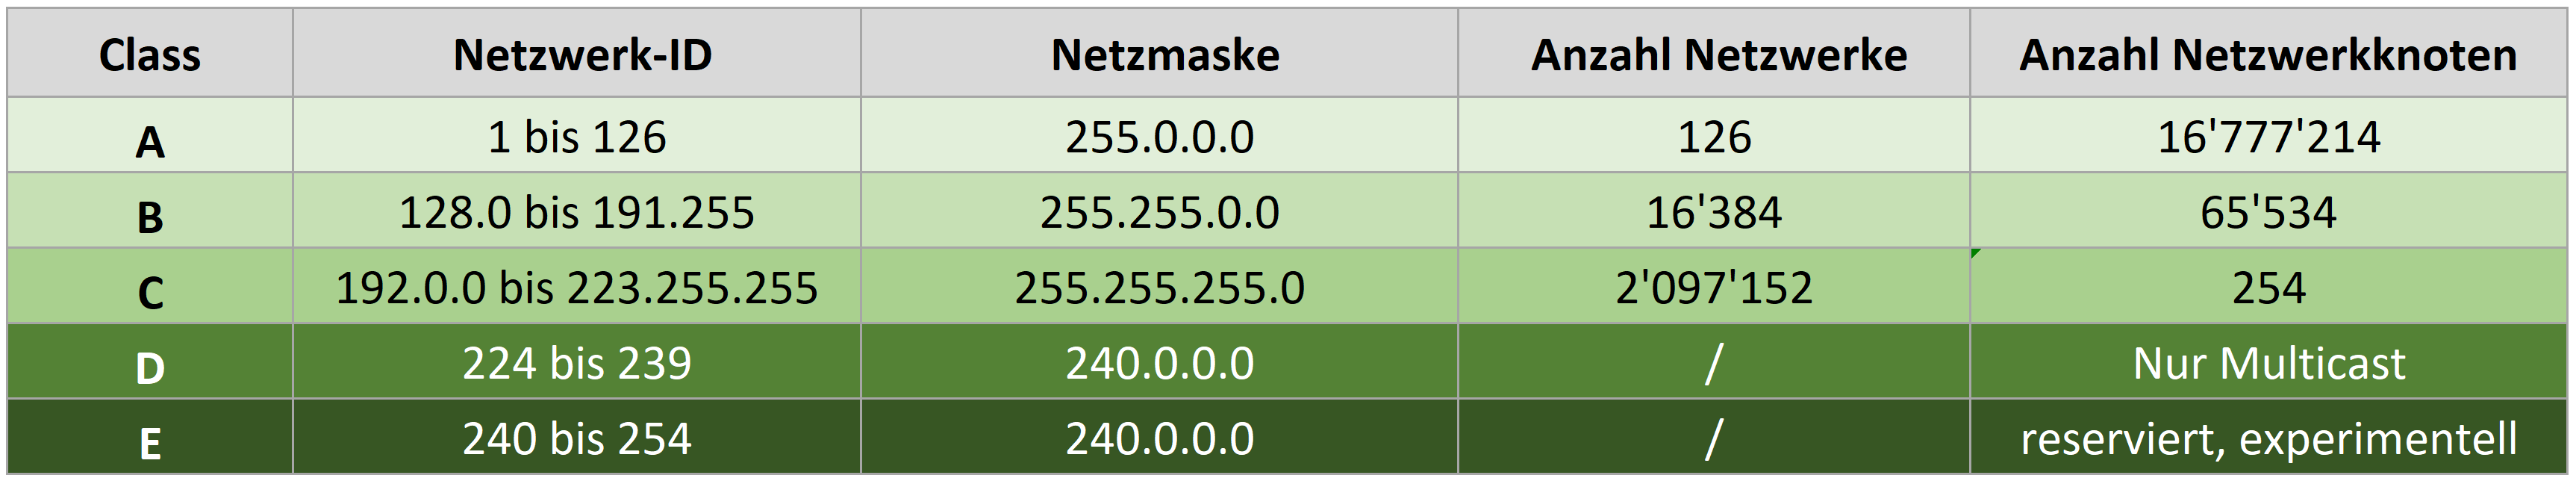 Class Netzwerk-ID Netzmaske Anzahl Netzwerke Anzahl Netzwerkknoten
A 1 bis 126 255.0.0.0 126 16'777'214
B 128.0 bis 191.255 255.255.0.0 16'384 65'534
C 192.0.0 bis 223.255.255 255.255.255.0 2'097'152 254
D 224 bis 239 240.0.0.0 / Nur Multicast
E 240 bis 254 240.0.0.0 / reserviert, experimentell